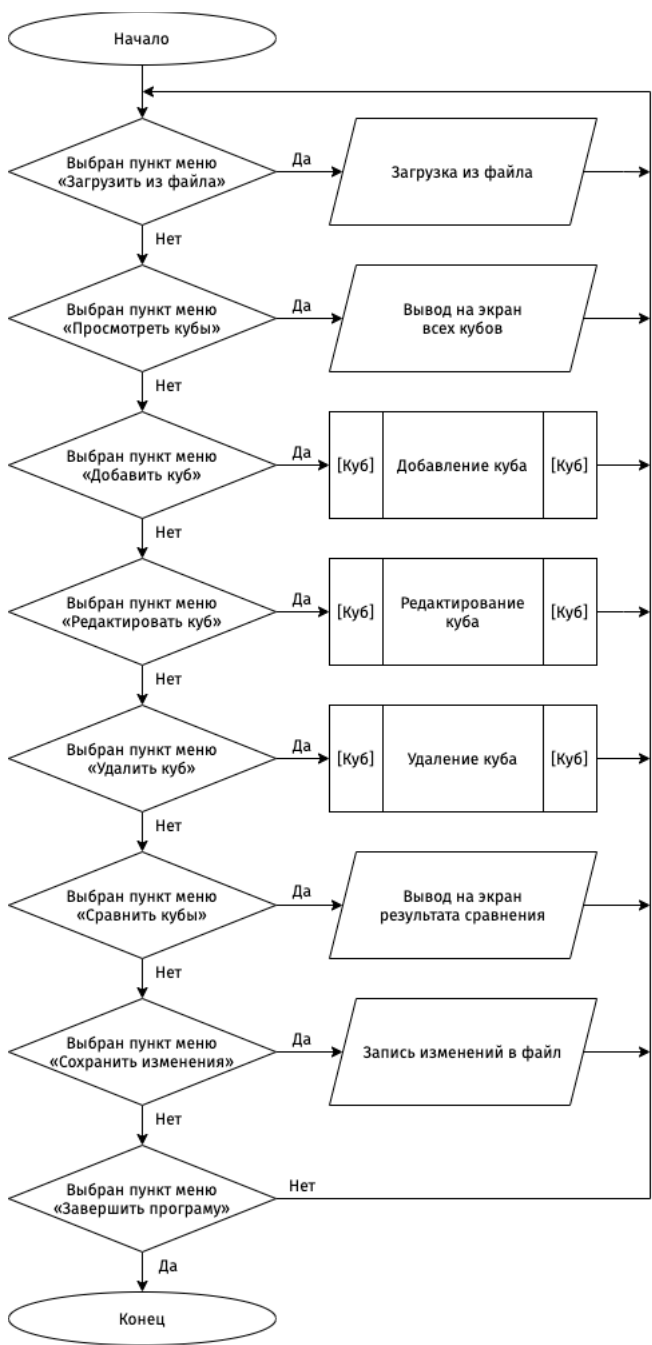 Начало
Выбран пункт меню
«Загрузить из файла»
Да
Загрузка из файла
Нет
Выбран пункт меню
«Просмотреть кубы»
Да
Вывод на экран
всех кубов
Нет
Выбран пункт меню
«Добавить куб»
Да
[Куб]
Добавление куба
[Куб]
Нет
Выбран пункт меню
«Редактировать куб»
Да
[Куб]
Редактирование
куба
[Куб]
Нет
Выбран пункт меню
«Удалить куб»
Да
[Куб]
Удаление куба
[Куб]
Нет
Выбран пункт меню
«Сравнить кубы»
Да
Вывод на экран
результата сравнения
Нет
Выбран пункт меню
«Сохранить изменения»
Да
Запись изменений в файл
Нет
Выбран пункт меню
«Завершить програму»
Нет
Да
Конец